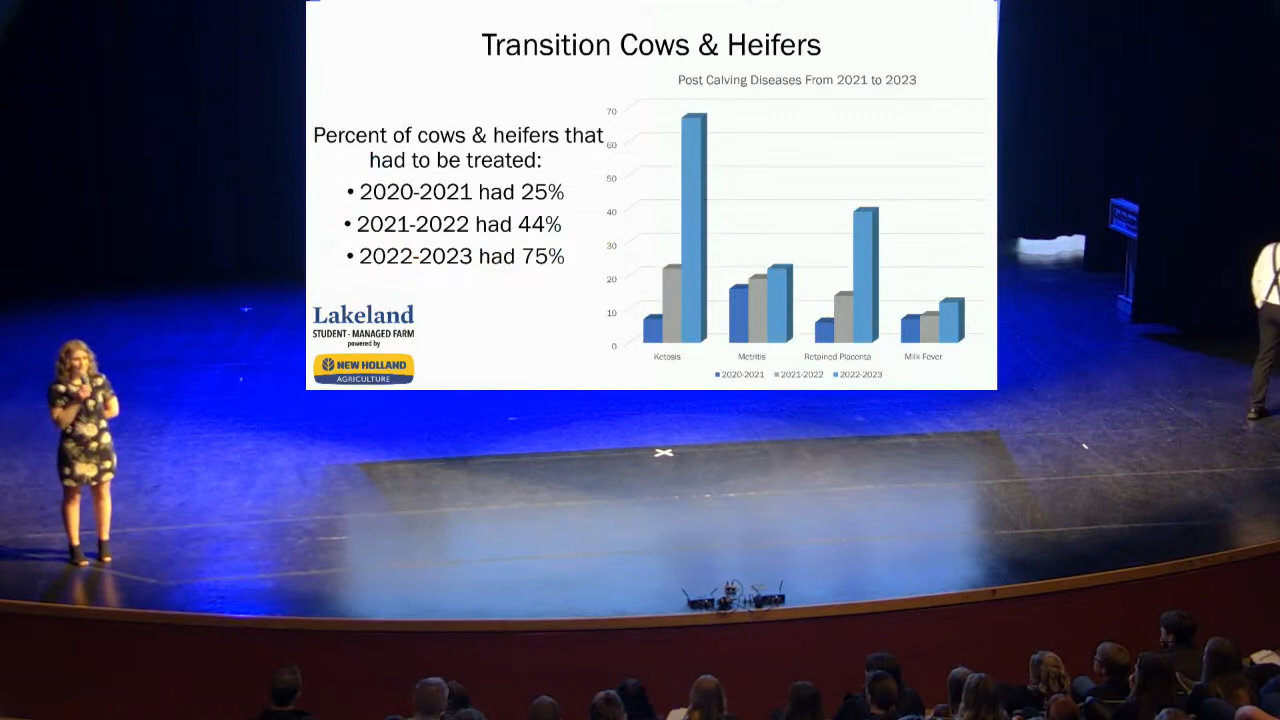 Transition Cows & Heifers
Post Calving Diseases From 2021 to 2023
Percent of cows & heifers that
had to be treated:
• 2020-2021 had 25%
• 2021-2022 had 44%
• 2022-2023 had 75%
70
60
50
40
30
20
10
0
Ketosis
Metritis
Retained Placenta
Milk Fever
2020-2021
2021-2022
2022-2023
Lakeland
STUDENT - MANAGED FARM
powered by
NEW HOLLAND
AGRICULTURE